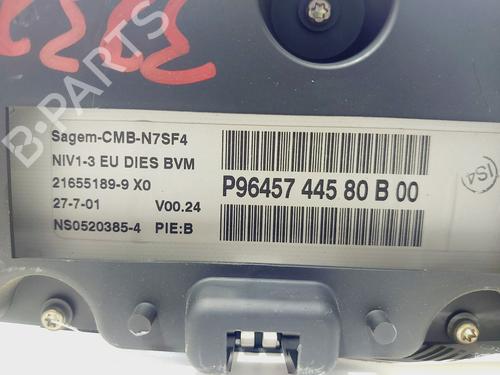 Sagem-CMB-N7SF4
NIV1-3 EU DIES BVM
21655189-9 X0
27-7-01 V00.24
NS0520385-4 PIE:B
P96457 445 80 B 00
1S4
B-PARTS